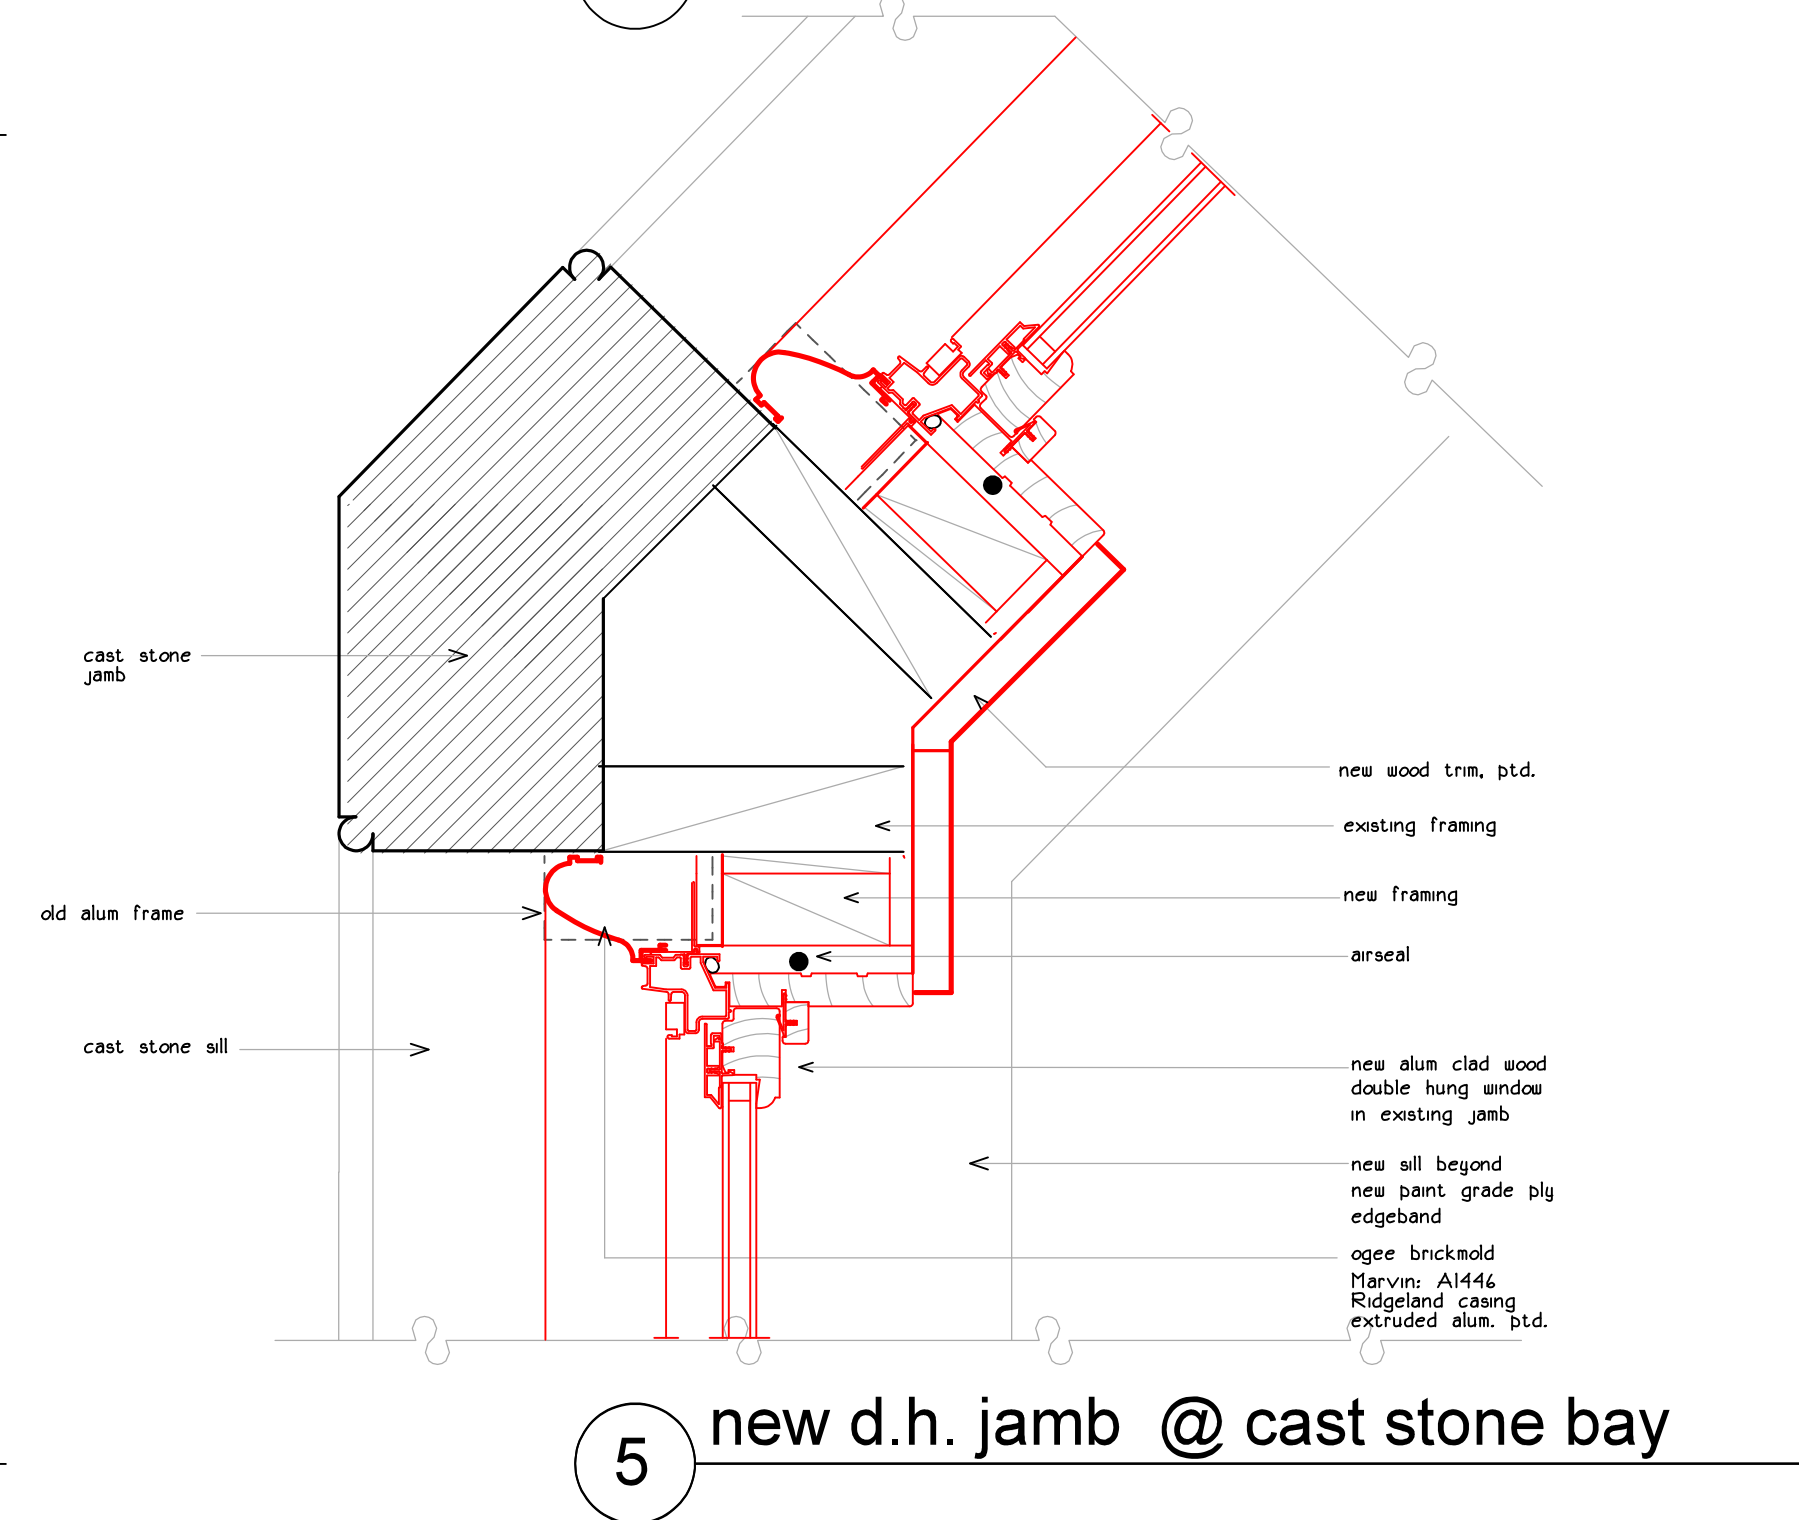 cast stone
jamb
old alum frame
cast stone sill
new wood trim, ptd.
existing framing
new framing
airseal
new alum clad wood
double hung window
in existing jamb
new sill beyond
new paint grade ply
edgeband
ogee brickmold
Marvin: A1446
Ridgeland casing
extruded alum. ptd.
5
new d.h. jamb @ cast stone bay